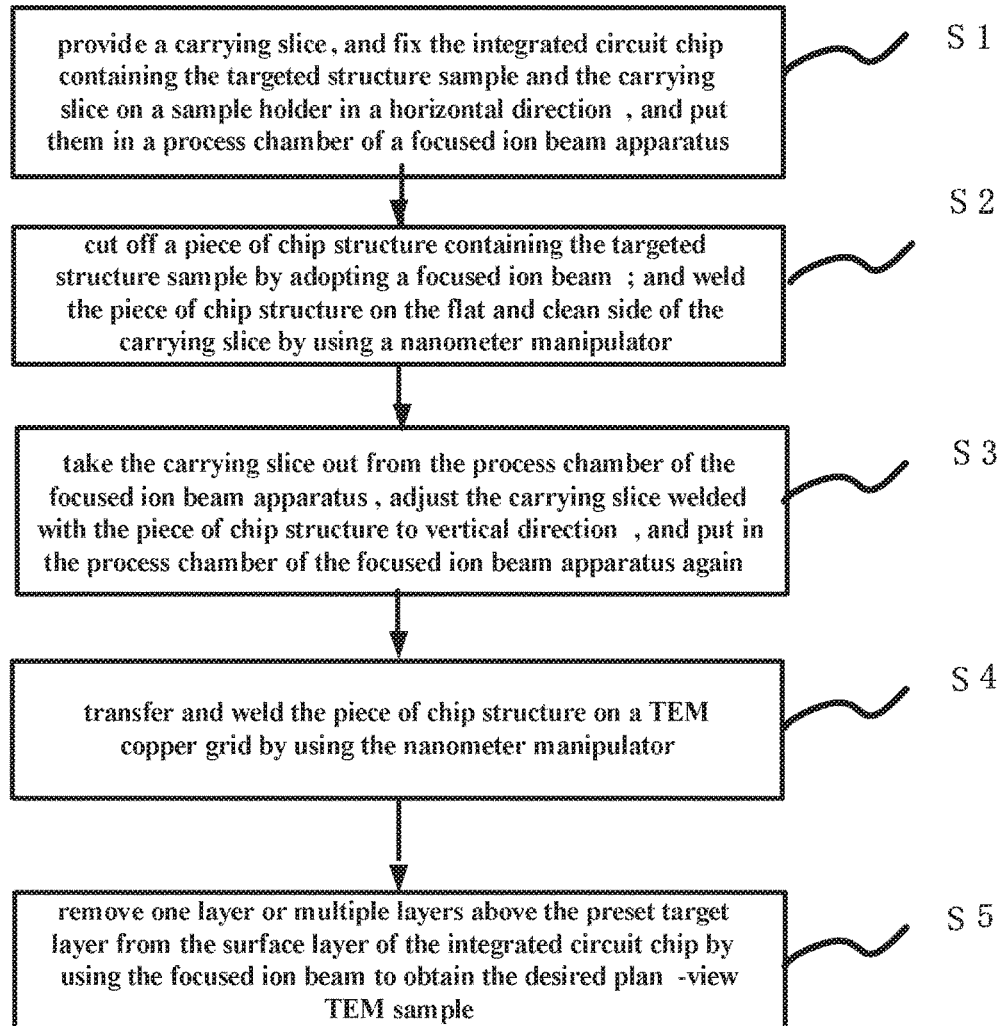 provide a carrying slice, and fix the integrated circuit chip
containing the targeted structure sample and the carrying
slice on a sample holder in a horizontal direction , and put
them in a process chamber of a focused ion beam apparatus
S 1
cut off a piece of chip structure containing the targeted
structure sample by adopting a focused ion beam ; and weld
the piece of chip structure on the flat and clean side of the
carrying slice by using a nanometer manipulator
S 2
take the carrying slice out from the process chamber of the
focused ion beam apparatus , adjust the carrying slice welded
with the piece of chip structure to vertical direction , and put in
the process chamber of the focused ion beam apparatus again
S 3
transfer and weld the piece of chip structure on a TEM
copper grid by using the nanometer manipulator
S 4
remove one layer or multiple layers above the preset target
layer from the surface layer of the integrated circuit chip by
using the focused ion beam to obtain the desired plan -view
TEM sample
S 5